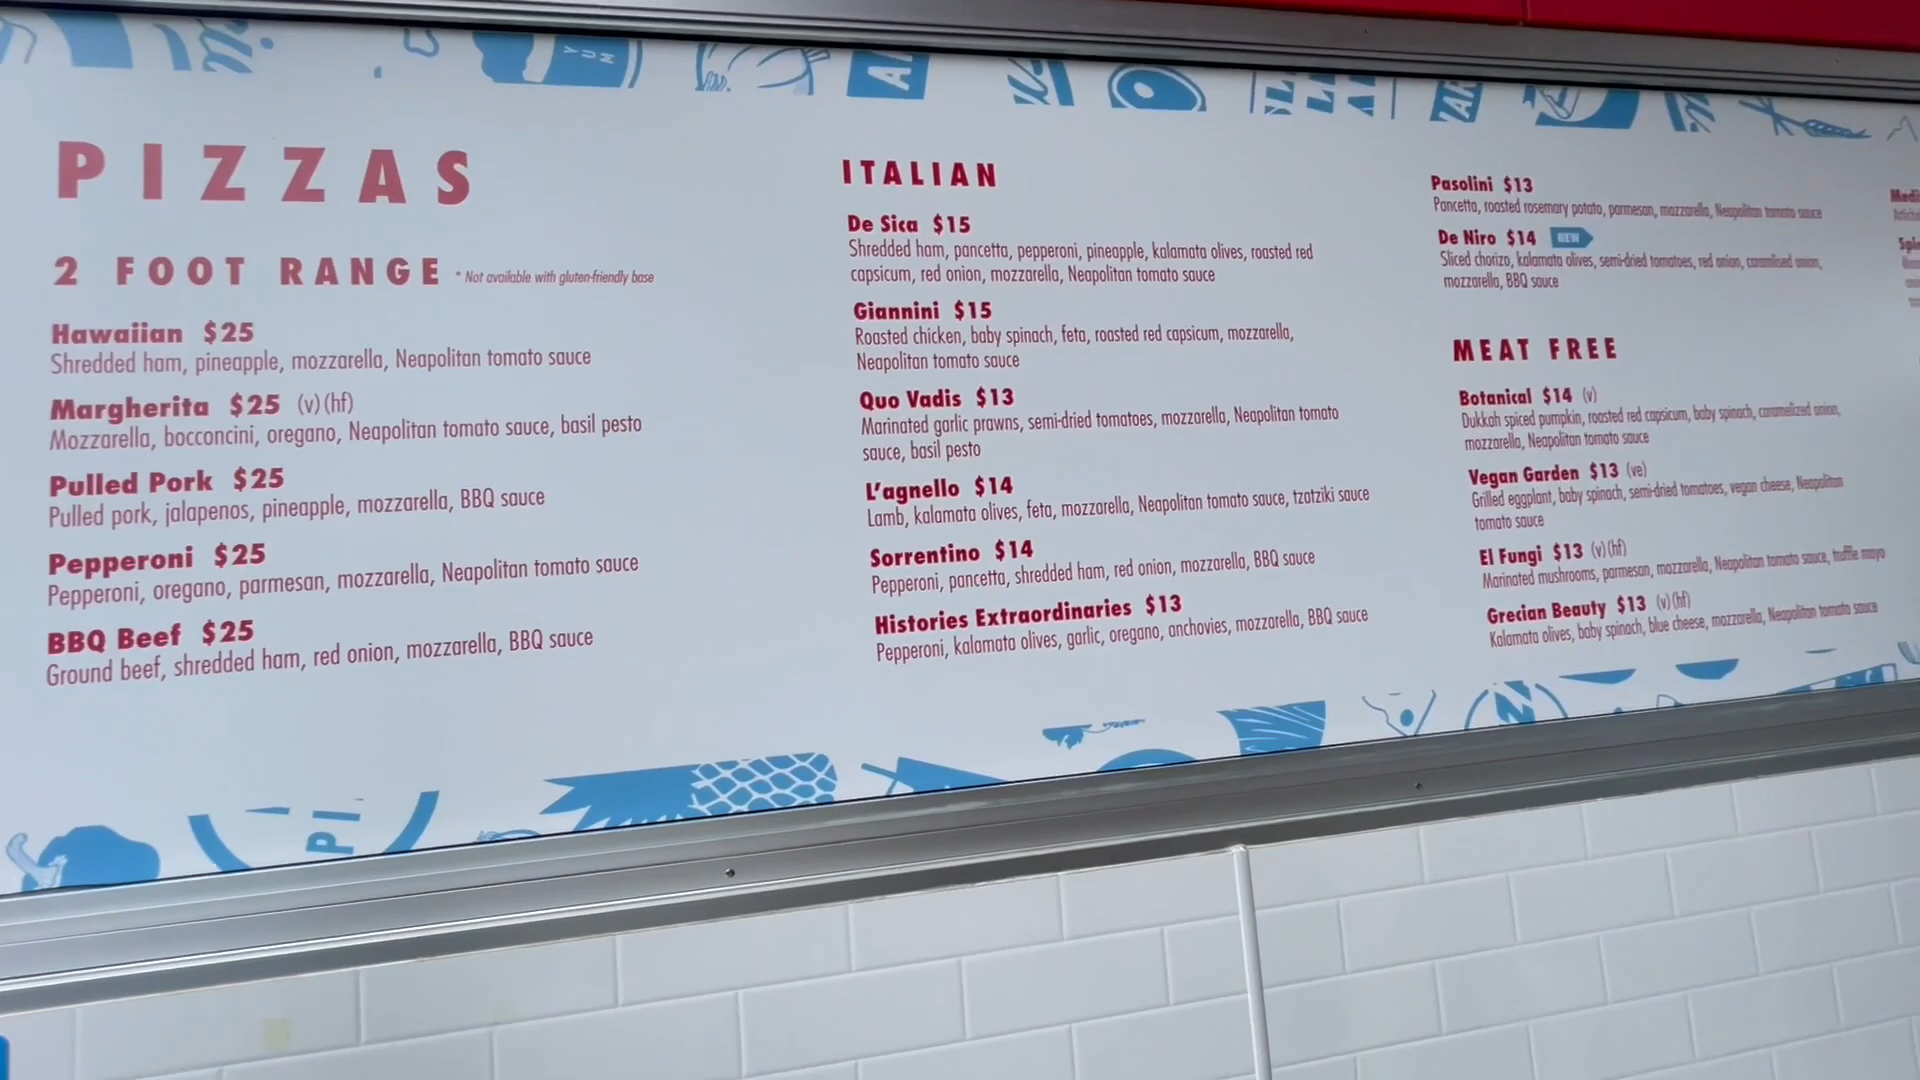 PIZZAS
2 FOOT RANGE * Not available with gluten-friendly base
Hawaiian $25
Shredded ham, pineapple, mozzarella, Neapolitan tomato sauce
Margherita $25 (v)(hf)
Mozzarella, bocconcini, oregano, Neapolitan tomato sauce, basil pesto
Pulled Pork $25
Pulled pork, jalapenos, pineapple, mozzarella, BBQ sauce
Pepperoni $25
Pepperoni, oregano, parmesan, mozzarella, Neapolitan tomato sauce
BBQ Beef $25
Ground beef, shredded ham, red onion, mozzarella, BBQ sauce
ITALIAN
De Sica $15
Shredded ham, pancetta, pepperoni, pineapple, kalamata olives, roasted red
capsicum, red onion, mozzarella, Neapolitan tomato sauce
Giannini $15
Roasted chicken, baby spinach, feta, roasted red capsicum, mozzarella,
Neapolitan tomato sauce
Quo Vadis $13
Marinated garlic prawns, semi-dried tomatoes, mozzarella, Neapolitan tomato
sauce, basil pesto
L'agnello $14
Lamb, kalamata olives, feta, mozzarella, Neapolitan tomato sauce, tzatziki sauce
Sorrentino $14
Pepperoni, pancetta, shredded ham, red onion, mozzarella, BBQ sauce
Histories Extraordinaries $13
Pepperoni, kalamata olives, garlic, oregano, anchovies, mozzarella, BBQ sauce
Pasolini $13
Pancetta, roasted rosemary potato, parmesan, mozzarella, Neapolitan tomato sauce
De Niro $14 NEW
Sliced chorizo, kalamata olives, semi-dried tomatoes, red onion, caramelised onion,
mozzarella, BBQ sauce
MEAT FREE
Botanical $14 (v)
Dukkah spiced pumpkin, roasted red capsicum, baby spinach, caramelized onion,
mozzarella, Neapolitan tomato sauce
Vegan Garden $13 (ve)
Grilled eggplant, baby spinach, semi-dried tomatoes, vegan cheese, Neapolitan
tomato sauce
El Fungi $13 (v)(hf)
Marinated mushrooms, parmesan, mozzarella, Neapolitan tomato sauce, truffle mayo
Grecian Beauty $13 (v)(hf)
Kalamata olives, baby spinach, blue cheese, mozzarella, Neapolitan tomato sauce
YUM